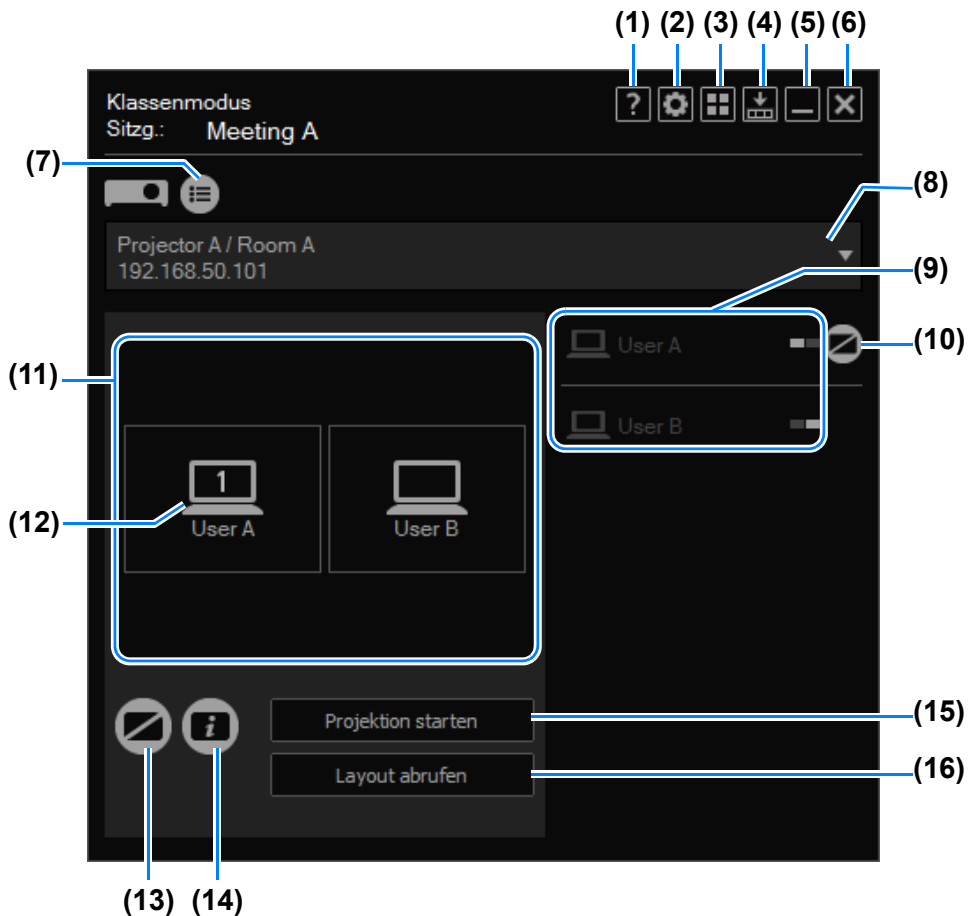 (1) (2) (3) (4) (5) (6)
?
Klassenmodus
Sitzg.: Meeting A
(7)
(8)
Projector A / Room A
192.168.50.101
(9)
User A
(10)
(11)
User B
1
(12)
User A
User B
i
Projektion starten
(15)
Layout abrufen
(16)
(13) (14)